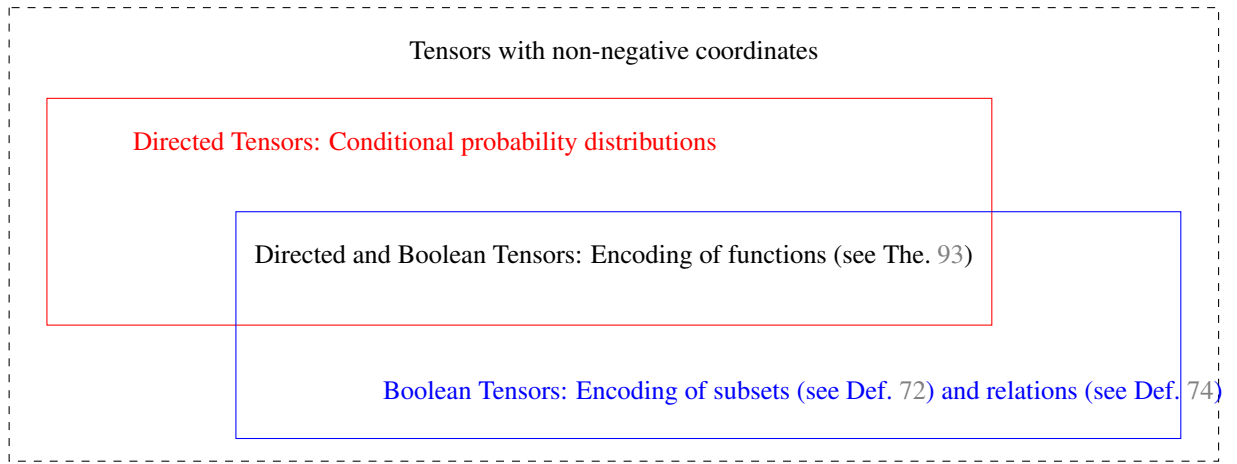 Tensors with non-negative coordinates
Directed Tensors: Conditional probability distributions
Directed and Boolean Tensors: Encoding of functions (see The. 93)
Boolean Tensors: Encoding of subsets (see Def. 72) and relations (see Def. 74)